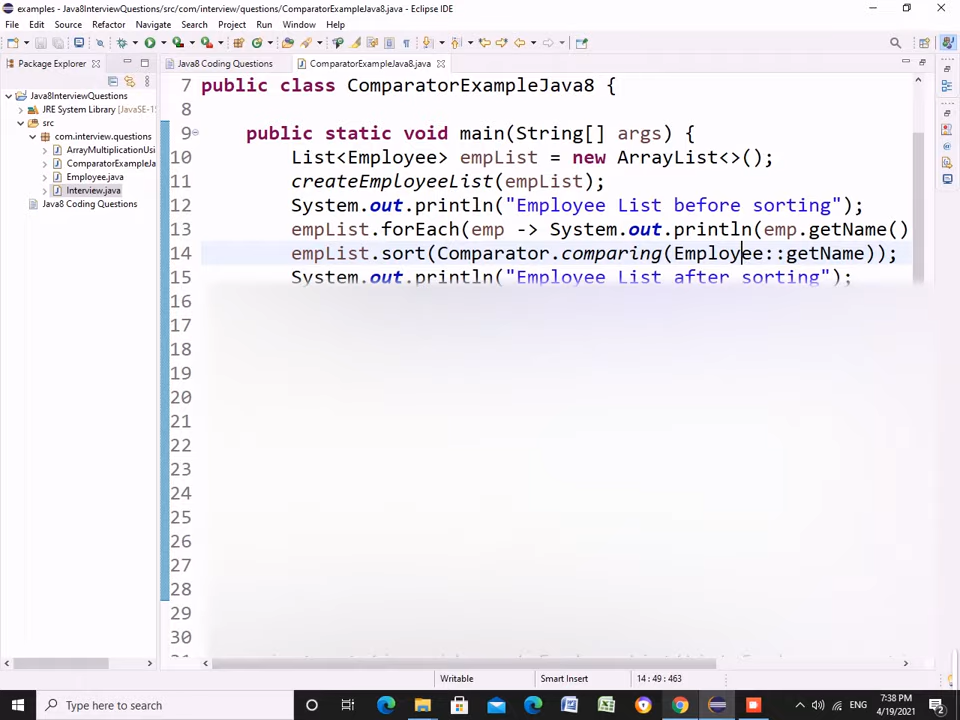 examples - Java8InterviewQuestions/src/com/interview/questions/ComparatorExampleJava8.java - Eclipse IDE
File Edit Source Refactor Navigate Search Project Run Window Help
Package Explorer
Java8 Coding Questions
ComparatorExampleJava8.java
Java8InterviewQuestions
JRE System Library [JavaSE-15
src
com.interview.questions
ArrayMultiplicationUsi
ComparatorExampleJa
Employee.java
Interview.java
Java8 Coding Questions
7 public class ComparatorExampleJava8 {
8
9 public static void main(String[] args) {
10 List<Employee> empList = new ArrayList<>();
11 createEmployeeList(empList);
12 System.out.println("Employee List before sorting");
13 empList.forEach(emp -> System.out.println(emp.getName()
14 empList.sort(Comparator.comparing(Employee::getName));
15 System.out.println("Employee List after sorting");
16
17
18
19
20
21
22
23
24
25
26
27
28
29
30
Writable Smart Insert 14 : 49 : 463
Type here to search
ENG
7:38 PM
4/19/2021
2